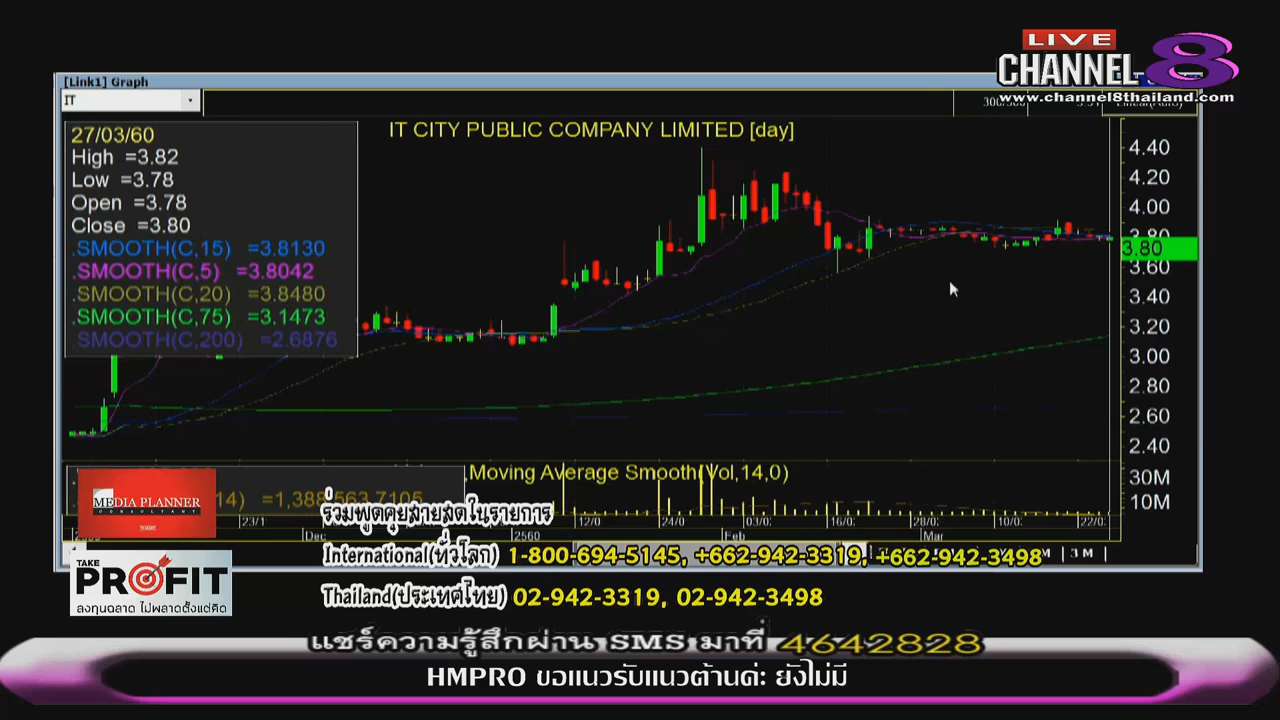 LIVE
CHANNEL 8
www.channel8thailand.com
[Link1] Graph
IT
IT CITY PUBLIC COMPANY LIMITED [day]
27/03/60
High =3.82
Low =3.78
Open =3.78
Close =3.80
.SMOOTH(C,15) =3.8130
.SMOOTH(C,5) =3.8042
.SMOOTH(C,20) =3.8480
.SMOOTH(C,75) =3.1473
.SMOOTH(C,200) =2.6876
4.40
4.20
4.00
3.80
3.80
3.60
3.40
3.20
3.00
2.80
2.60
2.40
30M
10M
Moving Average Smooth(Vol,14,0)
14) =1,388,563.7105
23/1 12/0 24/0 03/0 16/0 28/0 10/0 22/0
Dec 2560 Feb Mar
3 M
MEDIA PLANNER
CONSULTANT
TAKE
PROFIT
ลงทุนฉลาด ไม่พลาดตั้งแต่คิด
ร่วมพูดคุยสายสดในรายการ
International(ทั่วโลก) 1-800-694-5145, +662-942-3319, +662-942-3498
Thailand(ประเทศไทย) 02-942-3319, 02-942-3498
แชร์ความรู้สึกผ่าน SMS มาที่ 4642828
HMPRO ขอแนวรับแนวต้านค่ะ ยังไม่มี